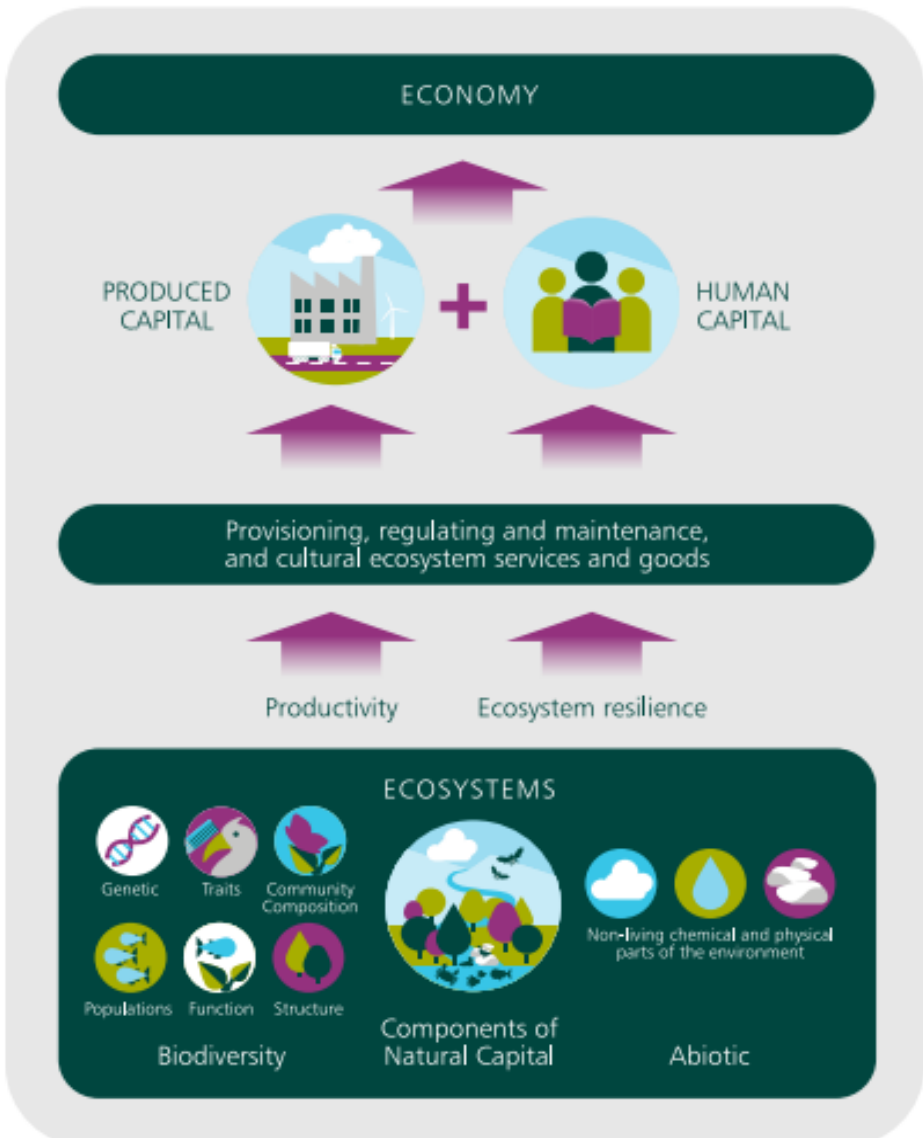 ECONOMY
PRODUCED
CAPITAL
HUMAN
CAPITAL
Provisioning, regulating and maintenance,
and cultural ecosystem services and goods
Productivity
Ecosystem resilience
ECOSYSTEMS
Genetic
Traits
Community
Composition
Populations
Function
Structure
Biodiversity
Components of
Natural Capital
Non-living chemical and physical
parts of the environment
Abiotic